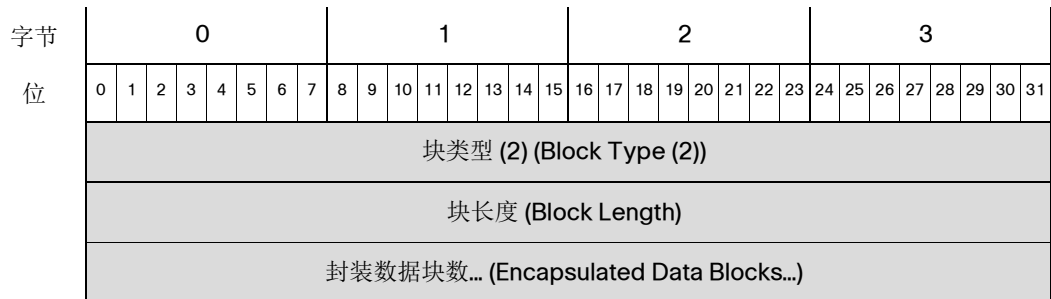 字节 0 1 2 3
位 0 1 2 3 4 5 6 7 8 9 10 11 12 13 14 15 16 17 18 19 20 21 22 23 24 25 26 27 28 29 30 31
块类型 (2) (Block Type (2))
块长度 (Block Length)
封装数据块数... (Encapsulated Data Blocks...)